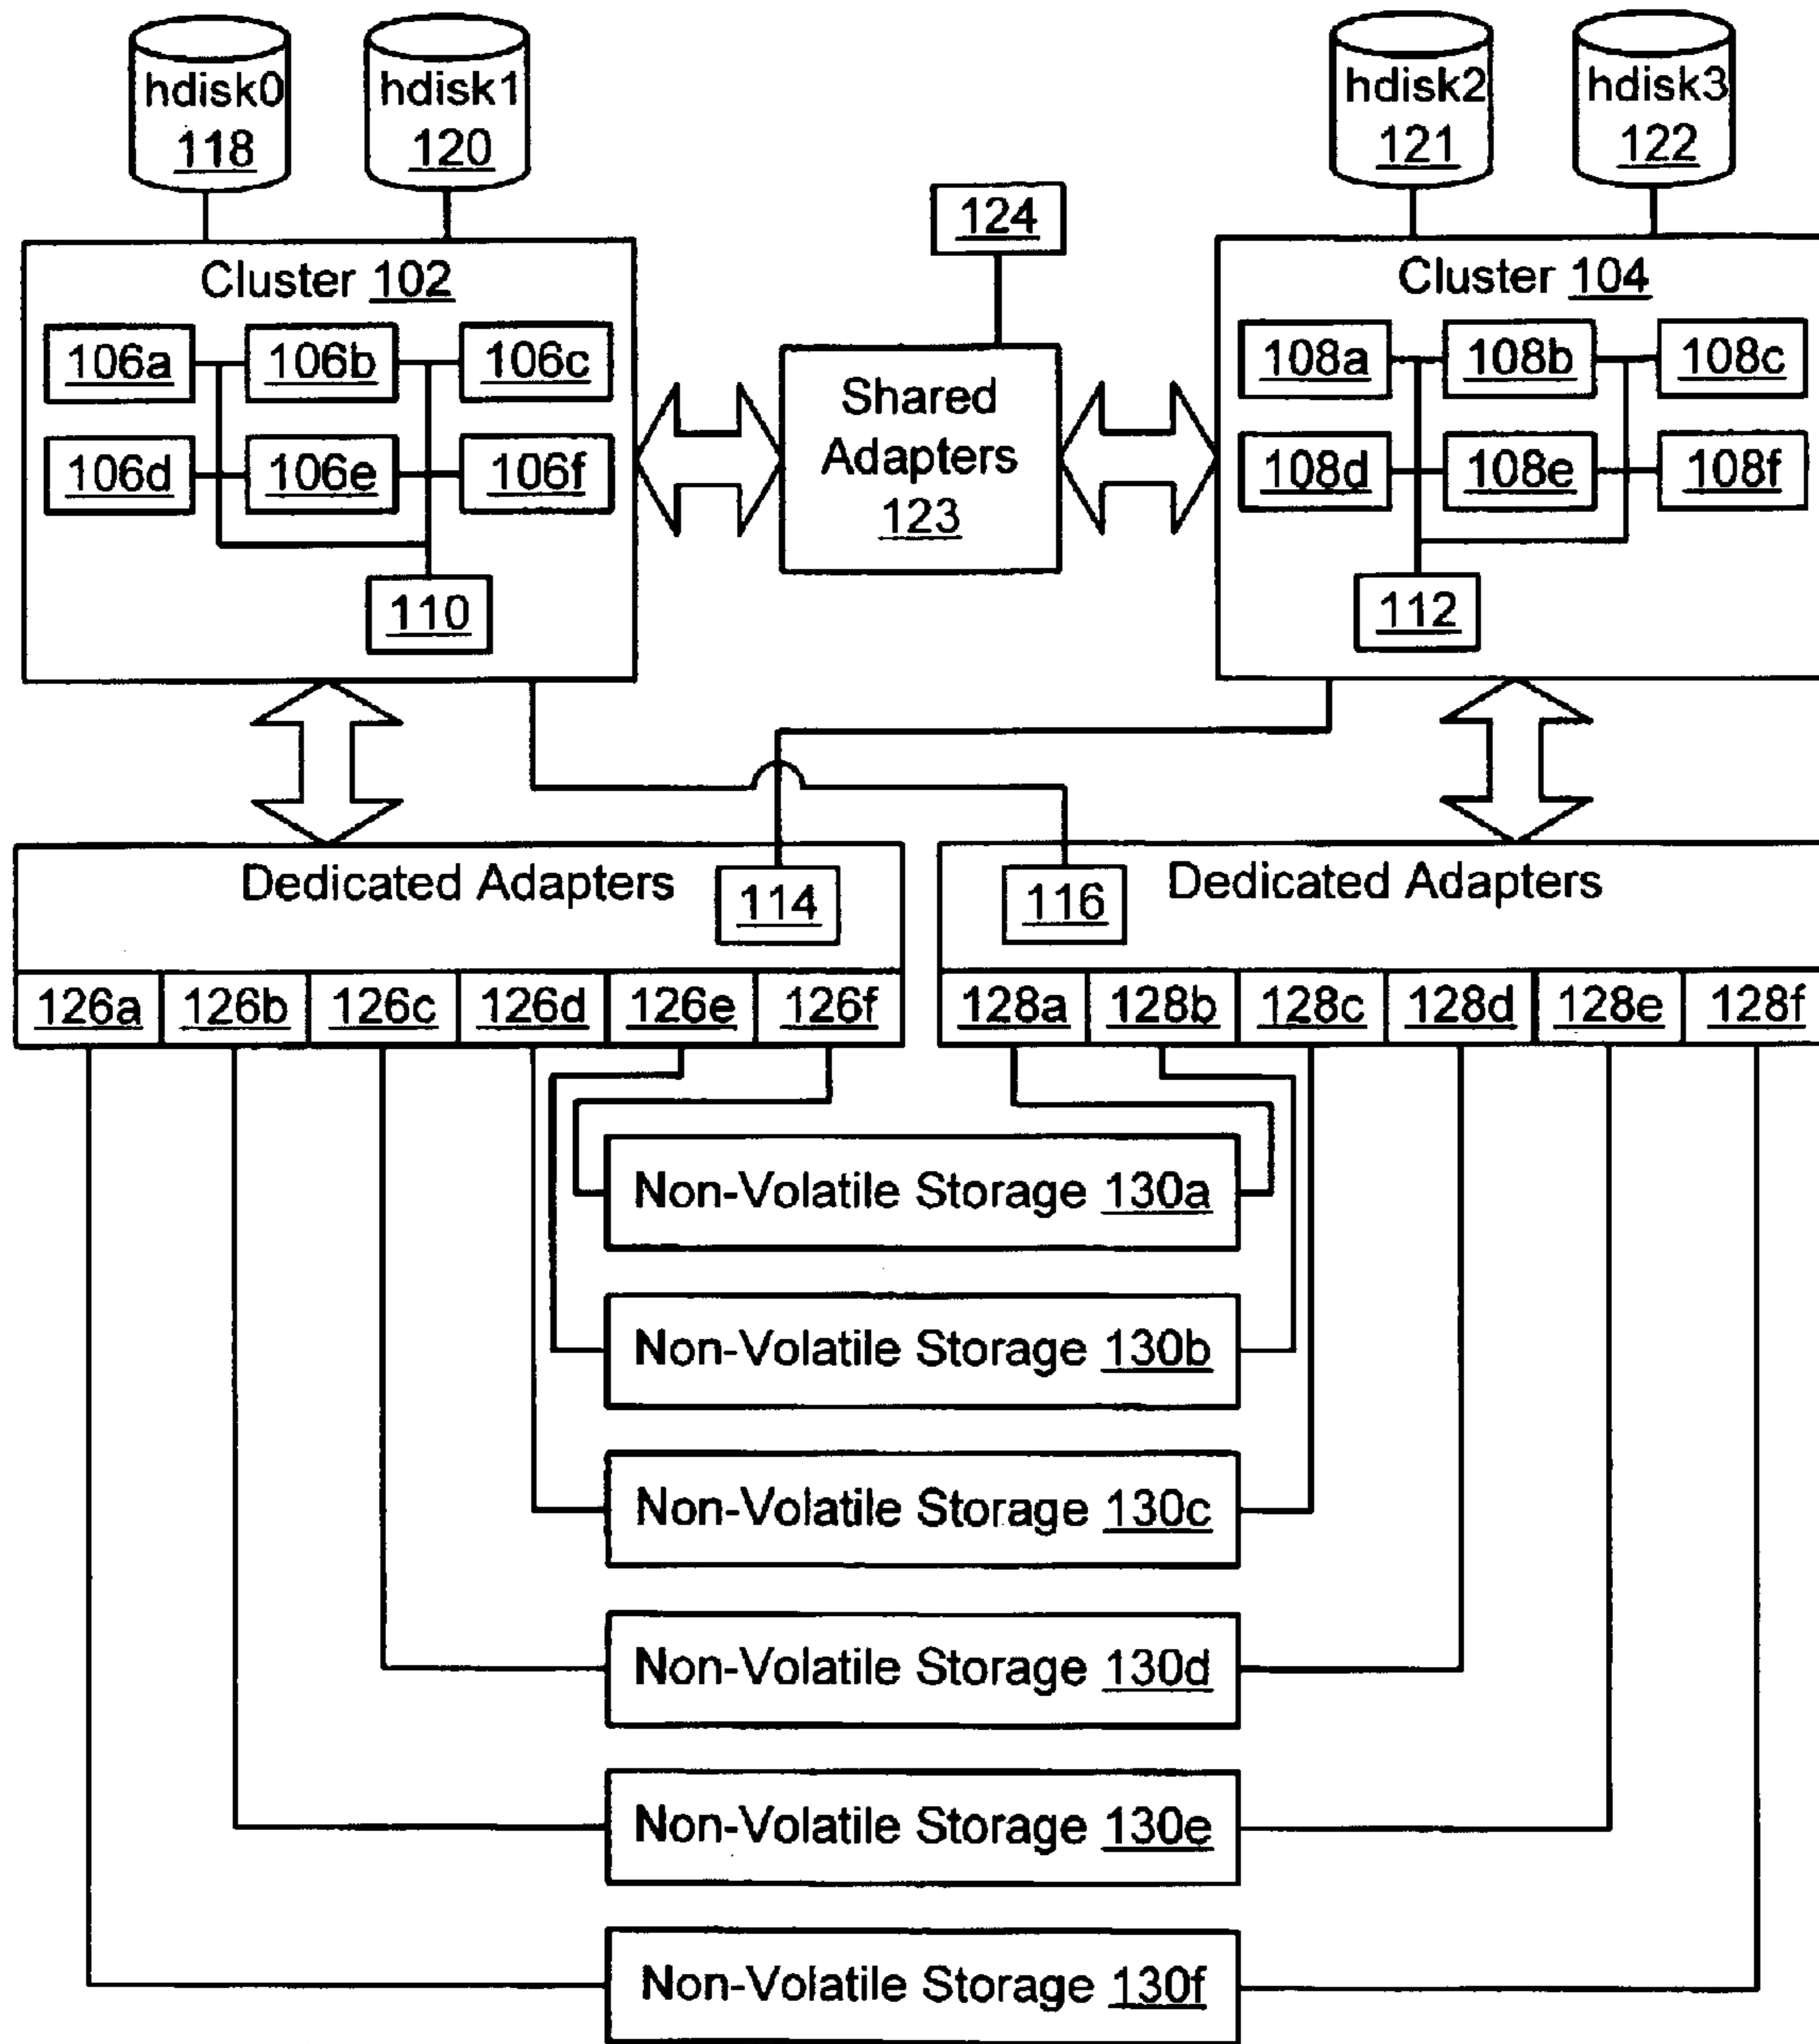 hdisk0
118
hdisk1
120
hdisk2
121
hdisk3
122
124
Cluster 102
106a
106b
106c
106d
106e
106f
110
Shared
Adapters
123
Cluster 104
108a
108b
108c
108d
108e
108f
112
Dedicated Adapters
114
126a
126b
126c
126d
126e
126f
116
Dedicated Adapters
128a
128b
128c
128d
128e
128f
Non-Volatile Storage 130a
Non-Volatile Storage 130b
Non-Volatile Storage 130c
Non-Volatile Storage 130d
Non-Volatile Storage 130e
Non-Volatile Storage 130f